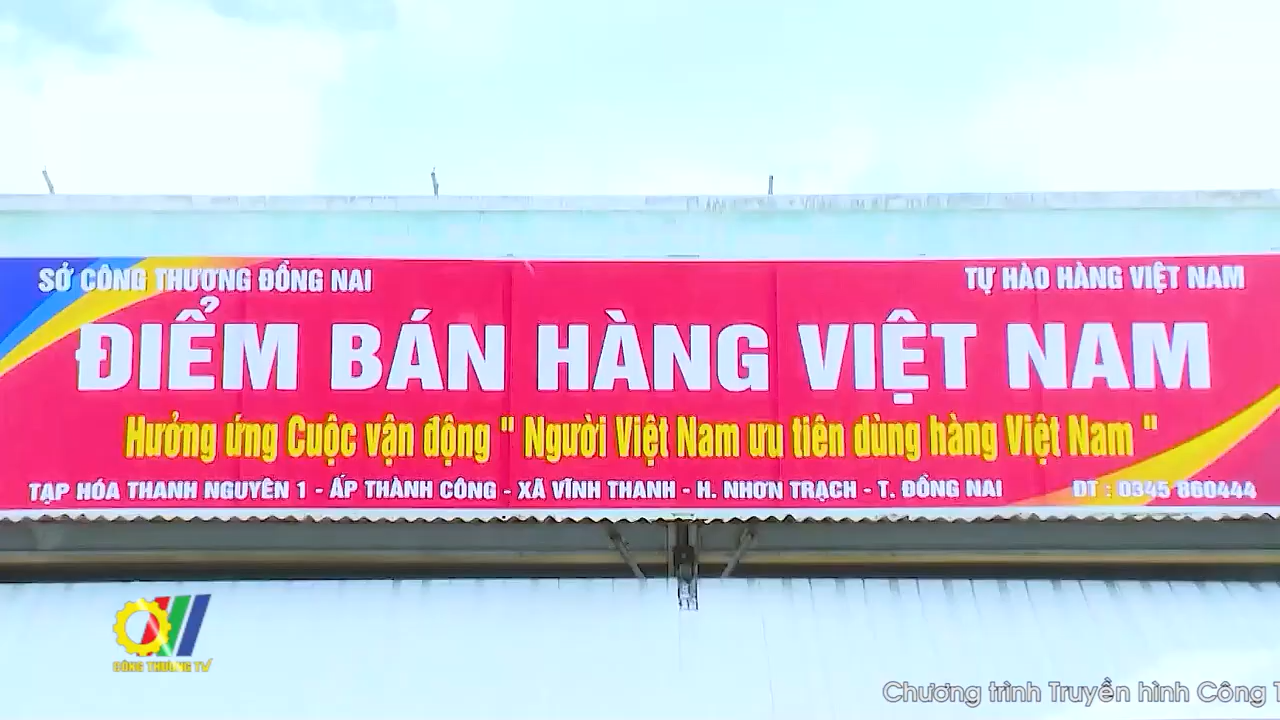 SỞ CÔNG THƯƠNG ĐỒNG NAI
TỰ HÀO HÀNG VIỆT NAM
ĐIỂM BÁN HÀNG VIỆT NAM
Hưởng ứng Cuộc vận động " Người Việt Nam ưu tiên dùng hàng Việt Nam "
TẠP HÓA THANH NGUYÊN 1 - ẤP THÀNH CÔNG - XÃ VĨNH THANH - H. NHƠN TRẠCH - T. ĐỒNG NAI
ĐT : 0345 860444
CÔNG THƯƠNG TV
Chương trình Truyền hình Công